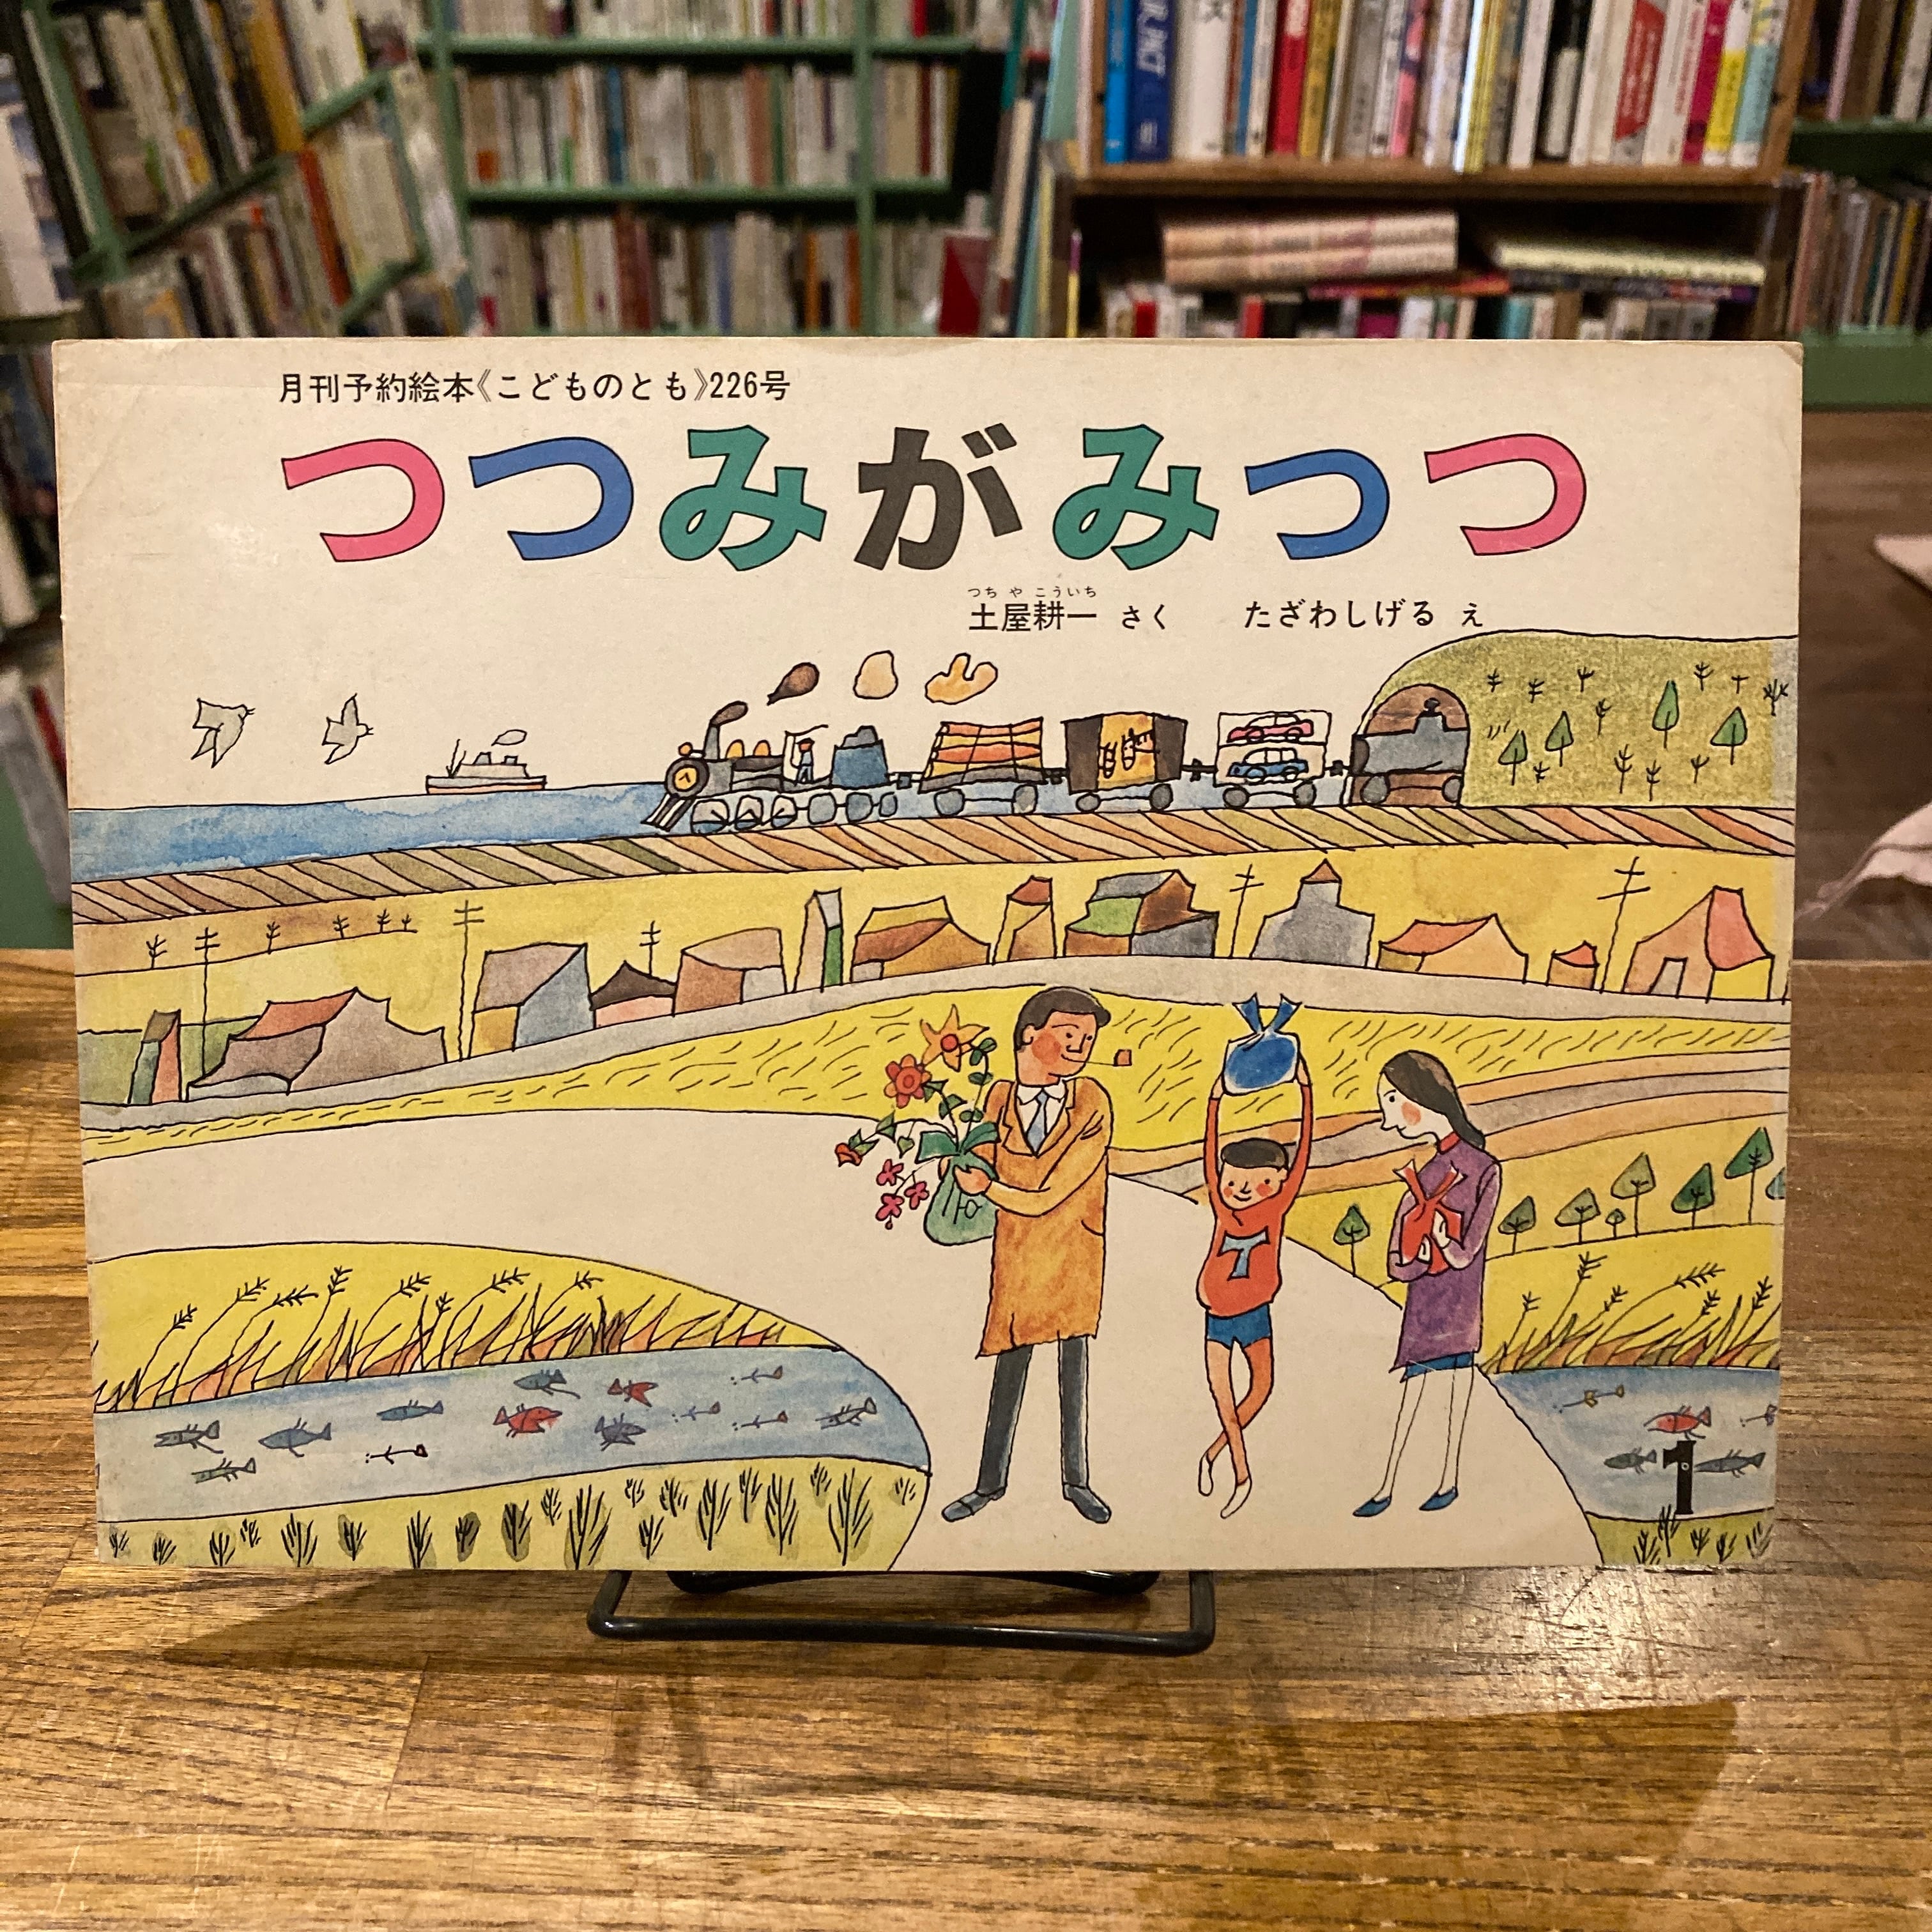 月刊予約絵本《こどものとも》226号
つつみがみっつ
つちやこういち
土屋耕一 さく たざわしげる え
T
1